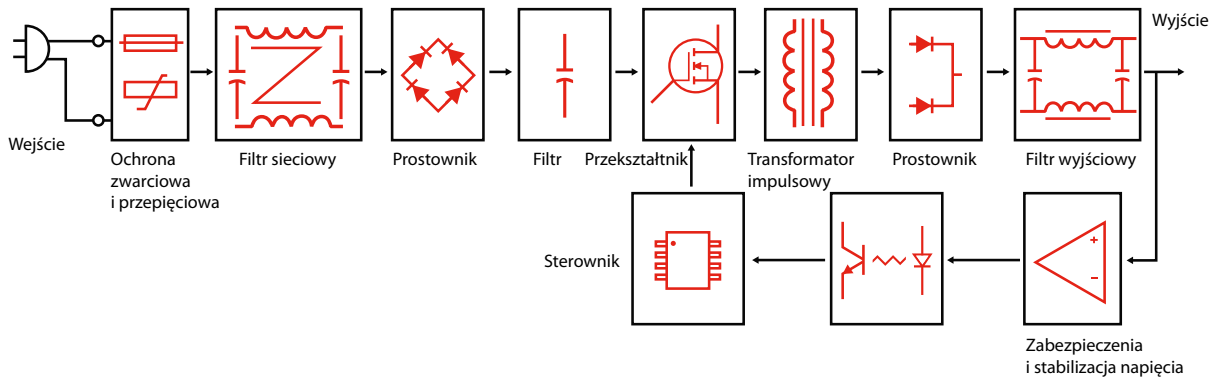 Wyjście
Wejście
Ochrona
zwarciowa
i przepięciowa
Filtr sieciowy
Prostownik
Filtr
Przekształtnik
Transformator
impulsowy
Prostownik
Filtr wyjściowy
Sterownik
+
-
Zabezpieczenia
i stabilizacja napięcia